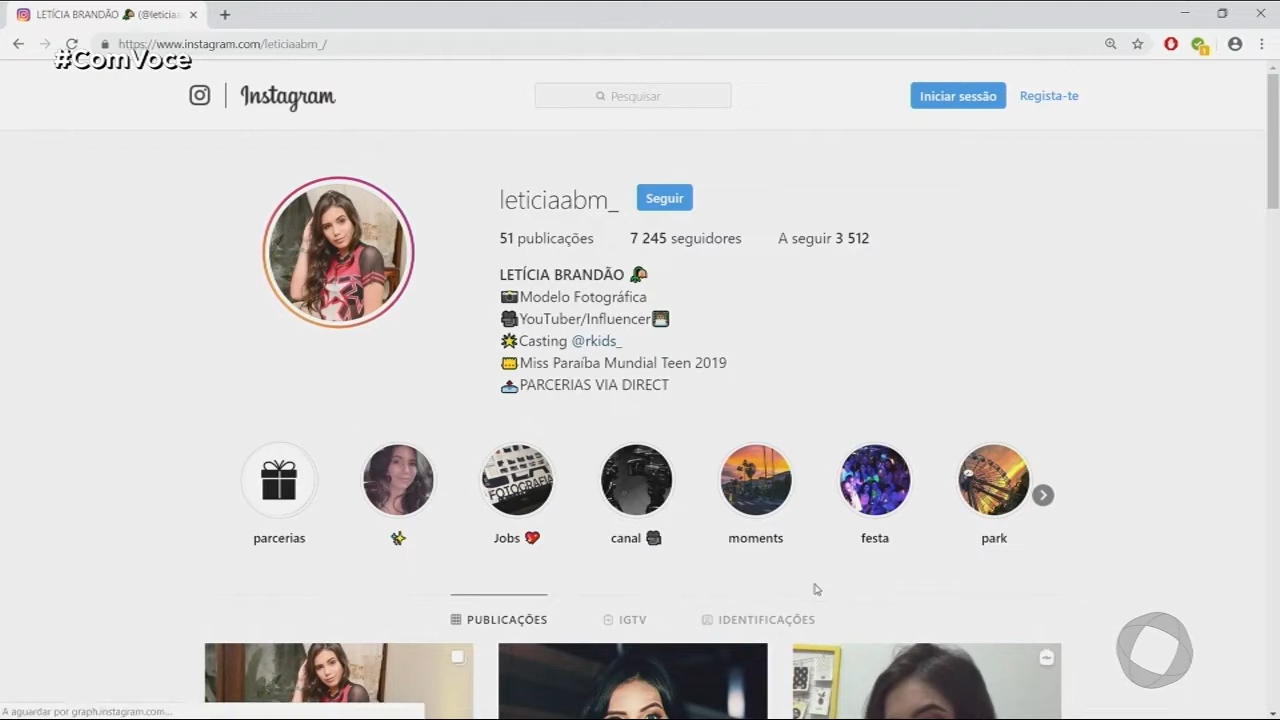 LETÍCIA BRANDÃO (@leticia
https://www.instagram.com/leticiaabm_/
#ComVoce
Instagram
Pesquisar
Iniciar sessão
Regista-te
leticiaabm_
Seguir
51 publicações
7 245 seguidores
A seguir 3 512
LETÍCIA BRANDÃO
Modelo Fotográfica
YouTuber/Influencer
Casting @rkids_
Miss Paraíba Mundial Teen 2019
PARCERIAS VIA DIRECT
FOTOGRAFIA
parcerias
Jobs
canal
moments
festa
park
PUBLICAÇÕES
IGTV
IDENTIFICAÇÕES
A aguardar por graph.instagram.com...